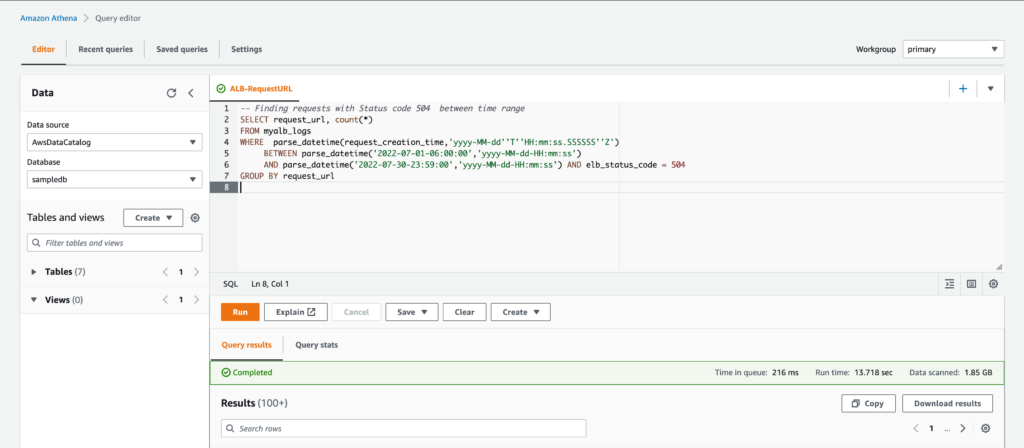 Amazon Athena > Query editor
Editor Recent queries Saved queries Settings Workgroup primary
Data
Data source
AwsDataCatalog
Database
sampledb
Tables and views Create
Filter tables and views
Tables (7) 1
Views (0) 1
ALB-RequestURL
1 -- Finding requests with Status code 504  between time range
2 SELECT request_url, count(*)
3 FROM myalb_logs
4 WHERE  parse_datetime(request_creation_time,'yyyy-MM-dd''T''HH:mm:ss.SSSSSS''Z')
5      BETWEEN parse_datetime('2022-07-01-06:00:00','yyyy-MM-dd-HH:mm:ss')
6      AND parse_datetime('2022-07-30-23:59:00','yyyy-MM-dd-HH:mm:ss') AND elb_status_code = 504
7 GROUP BY request_url
8
SQL Ln 8, Col 1
Run Explain Cancel Save Clear Create
Query results Query stats
Completed Time in queue: 216 ms Run time: 13.718 sec Data scanned: 1.85 GB
Results (100+) Copy Download results
Search rows 1 ...